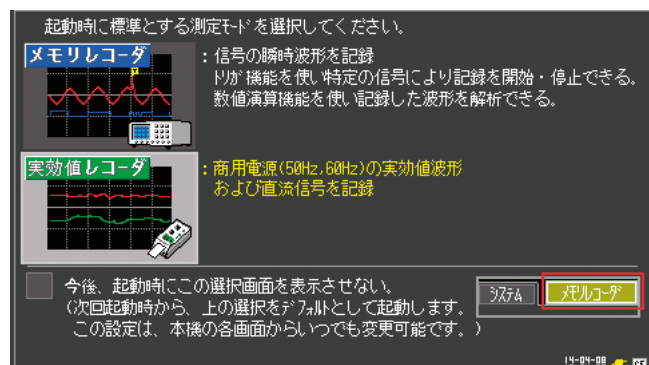 起動時に標準とする測定ﾓｰﾄﾞを選択してください。
メモリレコーダ
：信号の瞬時波形を記録
ﾄﾘｶﾞ機能を使い特定の信号により記録を開始・停止できる。
数値演算機能を使い記録した波形を解析できる。
実効値レコーダ
：商用電源(50Hz,60Hz)の実効値波形
および直流信号を記録
今後、起動時にこの選択画面を表示させない。
(次回起動時から、上の選択をﾃﾞﾌｫﾙﾄとして起動します。
この設定は、本機の各画面からいつでも変更可能です。)
ｼｽﾃﾑ
ﾒﾓﾘﾚｺｰﾀﾞ
14-04-08
CF